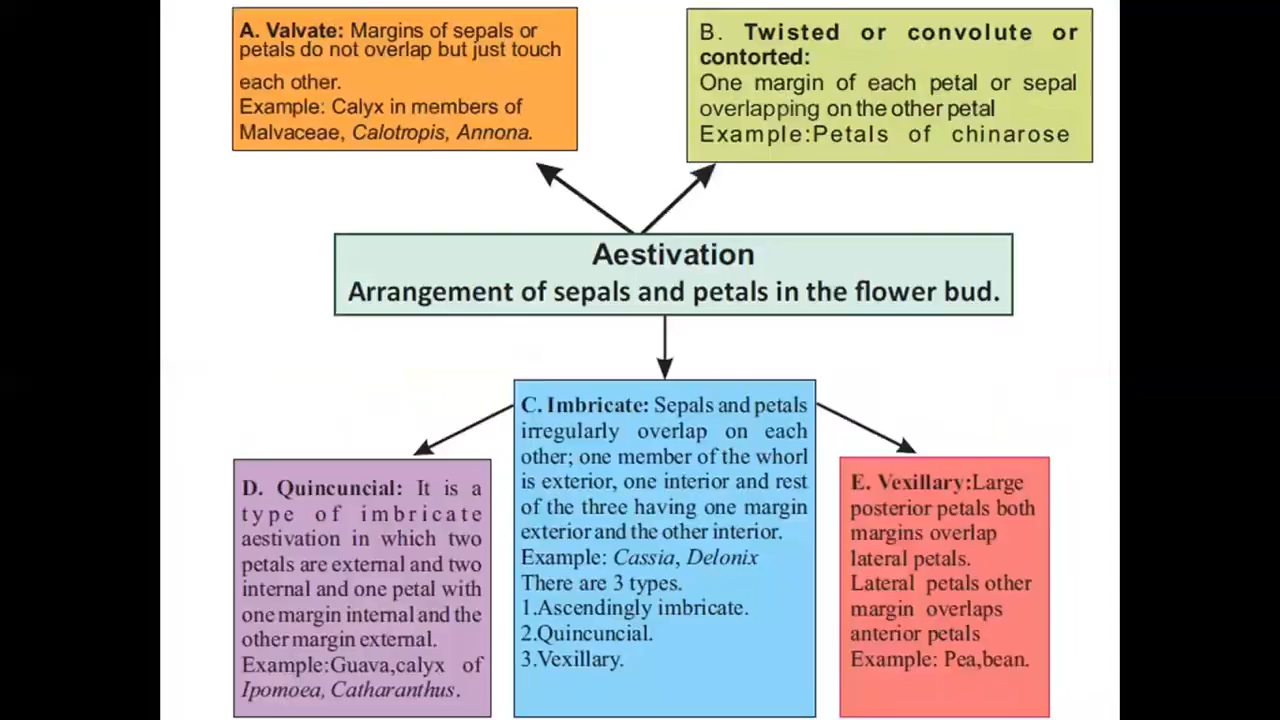 A. Valvate: Margins of sepals or
petals do not overlap but just touch
each other.
Example: Calyx in members of
Malvaceae, Calotropis, Annona.
B. Twisted or convolute or
contorted:
One margin of each petal or sepal
overlapping on the other petal
Example:Petals of chinarose
Aestivation
Arrangement of sepals and petals in the flower bud.
C. Imbricate: Sepals and petals
irregularly overlap on each
other; one member of the whorl
is exterior, one interior and rest
of the three having one margin
exterior and the other interior.
Example: Cassia, Delonix
There are 3 types.
1.Ascendingly imbricate.
2.Quincuncial.
3.Vexillary.
D. Quincuncial: It is a
type of imbricate
aestivation in which two
petals are external and two
internal and one petal with
one margin internal and the
other margin external.
Example:Guava,calyx of
Ipomoea, Catharanthus.
E. Vexillary:Large
posterior petals both
margins overlap
lateral petals.
Lateral petals other
margin overlaps
anterior petals
Example: Pea,bean.